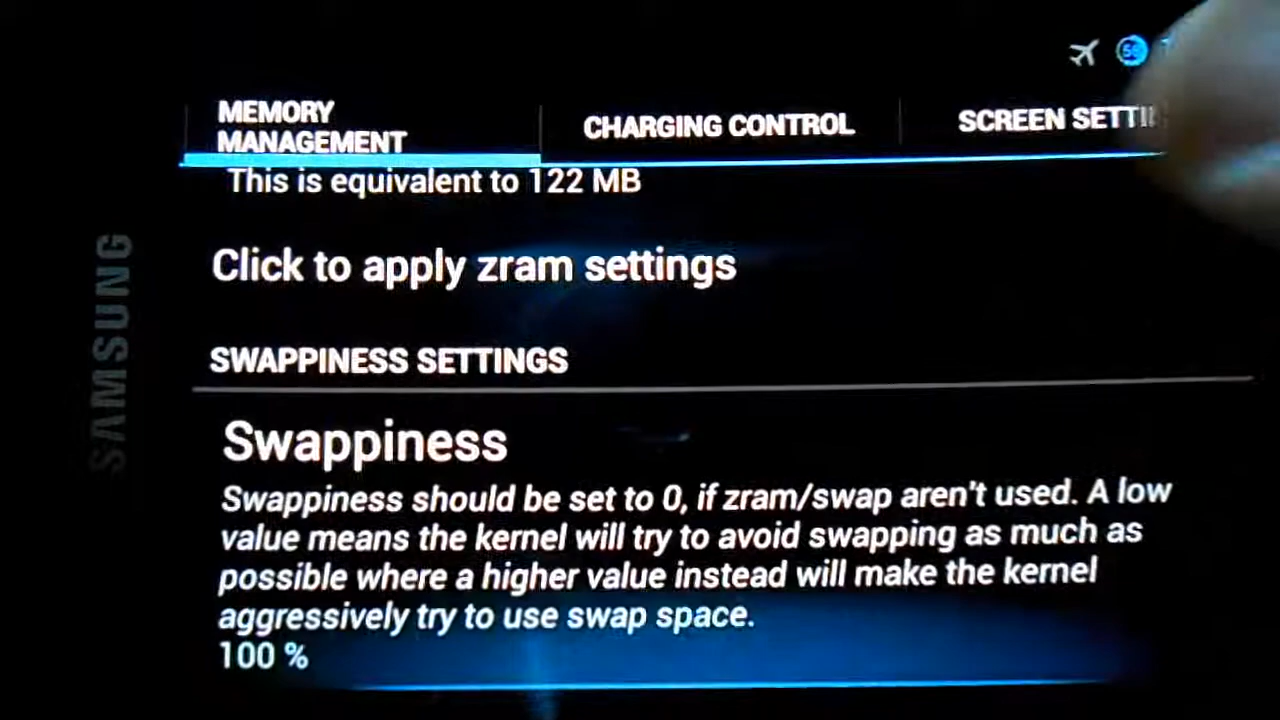 MEMORY
MANAGEMENT
CHARGING CONTROL
SCREEN
This is equivalent to 122 MB
Click to apply zram settings
SWAPPINESS SETTINGS
Swappiness
Swappiness should be set to 0, if zram/swap aren't used. A low
value means the kernel will try to avoid swapping as much as
possible where a higher value instead will make the kernel
aggressively try to use swap space.
100 %
SAMSUNG